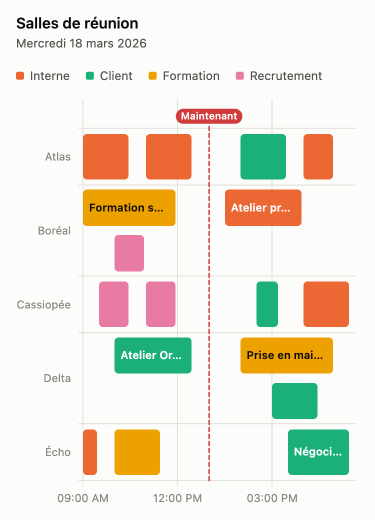 Salles de réunion
Mercredi 18 mars 2026
Interne Client Formation Recrutement
Maintenant
Atlas
Formation s... Atelier pr...
Boréal
Cassiopée
Atelier Or... Prise en mai...
Delta
Écho Négoci...
09:00 AM 12:00 PM 03:00 PM